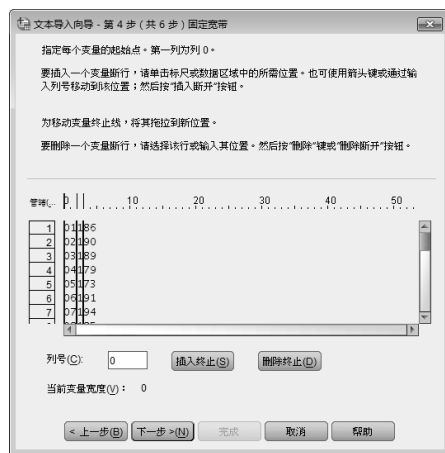 文本导入向导 - 第 4 步 ( 共 6 步 ) 固定宽带
指定每个变量的起始点。第一列为列 0。
要插入一个变量断行，请单击标尺或数据区域中的所需位置。也可使用箭头键或通过输
入列号移动到该位置；然后按"插入断开"按钮。
为移动变量终止线，将其拖拉到新位置。
要删除一个变量断行，请选择该行或输入其位置。然后按"删除"键或"删除断开"按钮。
0 10 20 30 40 50
1 01186
2 02190
3 03189
4 04179
5 05173
6 06191
7 07194
列号(C): 0 插入终止(S) 删除终止(D)
当前变量宽度(V)： 0
< 上一步(B) 下一步 >(N) 完成 取消 帮助